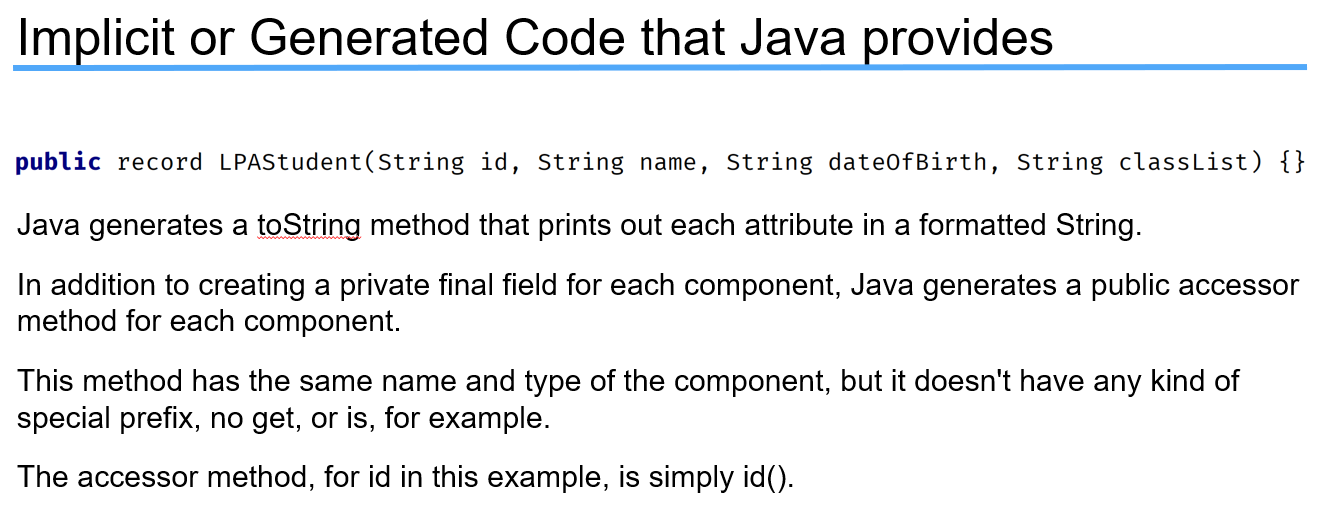 Implicit or Generated Code that Java provides
public record LPAStudent(String id, String name, String dateOfBirth, String classList) {}
Java generates a toString method that prints out each attribute in a formatted String.
In addition to creating a private final field for each component, Java generates a public accessor
method for each component.
This method has the same name and type of the component, but it doesn't have any kind of
special prefix, no get, or is, for example.
The accessor method, for id in this example, is simply id().